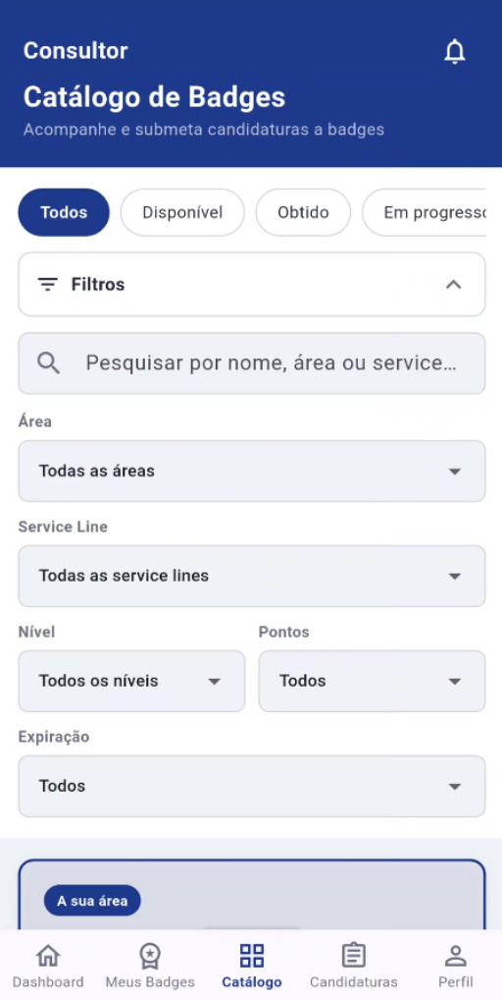 Consultor
Catálogo de Badges
Acompanhe e submeta candidaturas a badges
Todos Disponível Obtido Em progresso
Filtros
Pesquisar por nome, área ou service...
Área
Todas as áreas
Service Line
Todas as service lines
Nível Pontos
Todos os níveis Todos
Expiração
Todos
A sua área
Dashboard Meus Badges Catálogo Candidaturas Perfil